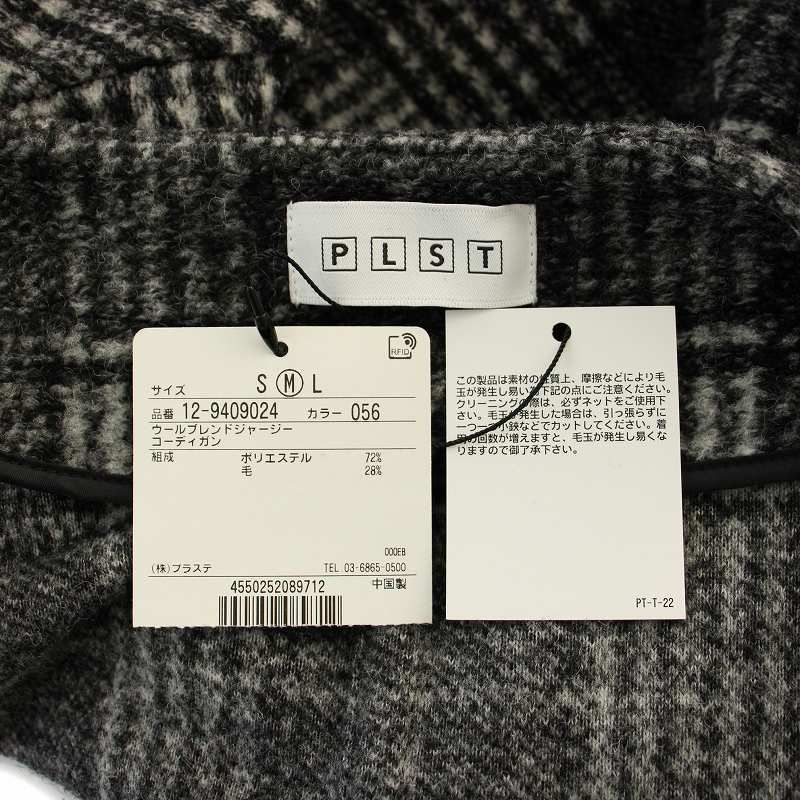 PLST
RFID
サイズ S M L
品番 12-9409024 カラー 056
ウールブレンドジャージー
コーディガン
組成 ポリエステル 72%
毛 28%
000EB
(株)プラステ TEL.03-6865-0500
4550252089712 中国製
この製品は素材の性質上、摩擦などにより毛
玉が発生し易い為下記の点にご注意ください。
クリーニングの際は、必ずネットをご使用下
さい。毛玉が発生した場合は、引っ張らずに
一つ一つ小鋏などでカットしてください。着
用の回数が増えますと、毛玉が発生し易くな
りますので御了承下さい。
PT-T-22